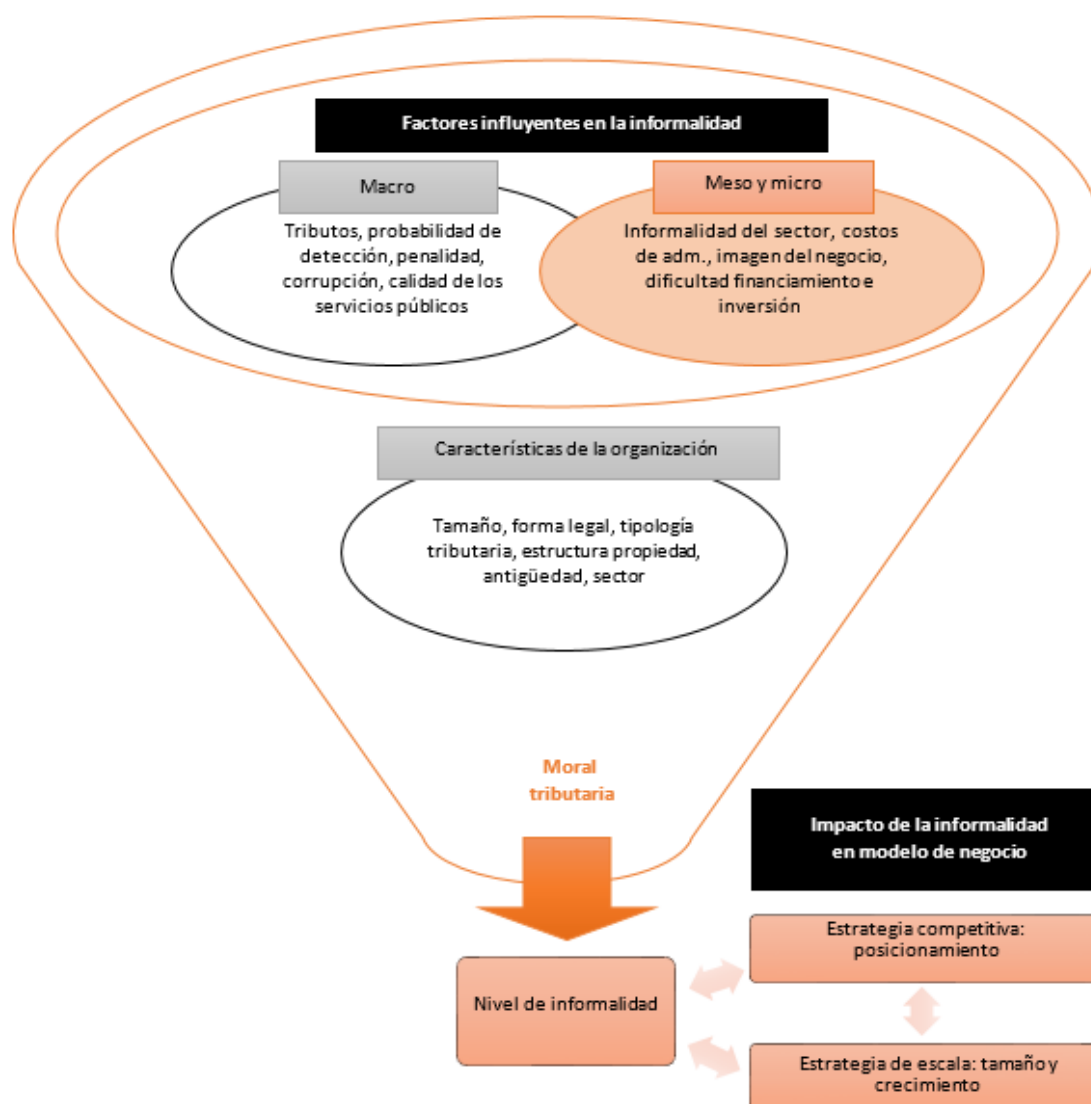 Factores influyentes en la informalidad
Macro
Tributos, probabilidad de
detección, penalidad,
corrupción, calidad de los
servicios públicos
Meso y micro
Informalidad del sector, costos
de adm., imagen del negocio,
dificultad financiamiento e
inversión
Característícas de la organización
Tamaño, forma legal, tipología
tributaria, estructura propiedad,
antigüedad, sector
Moral
tributaria
Impacto de la informalidad
en modelo de negocio
Estrategia competitiva:
posicionamiento
Nivel de informalidad
Estrategia de escala: tamaño y
crecimiento